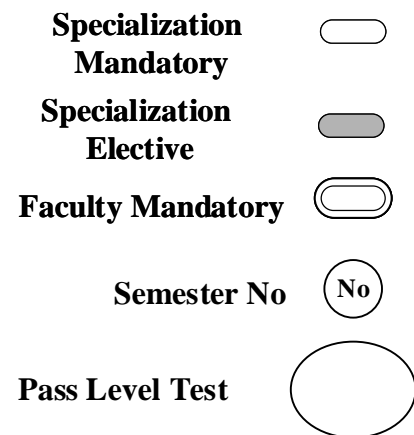 Specialization
Mandatory
Specialization
Elective
Faculty Mandatory
Semester No
No
Pass Level Test